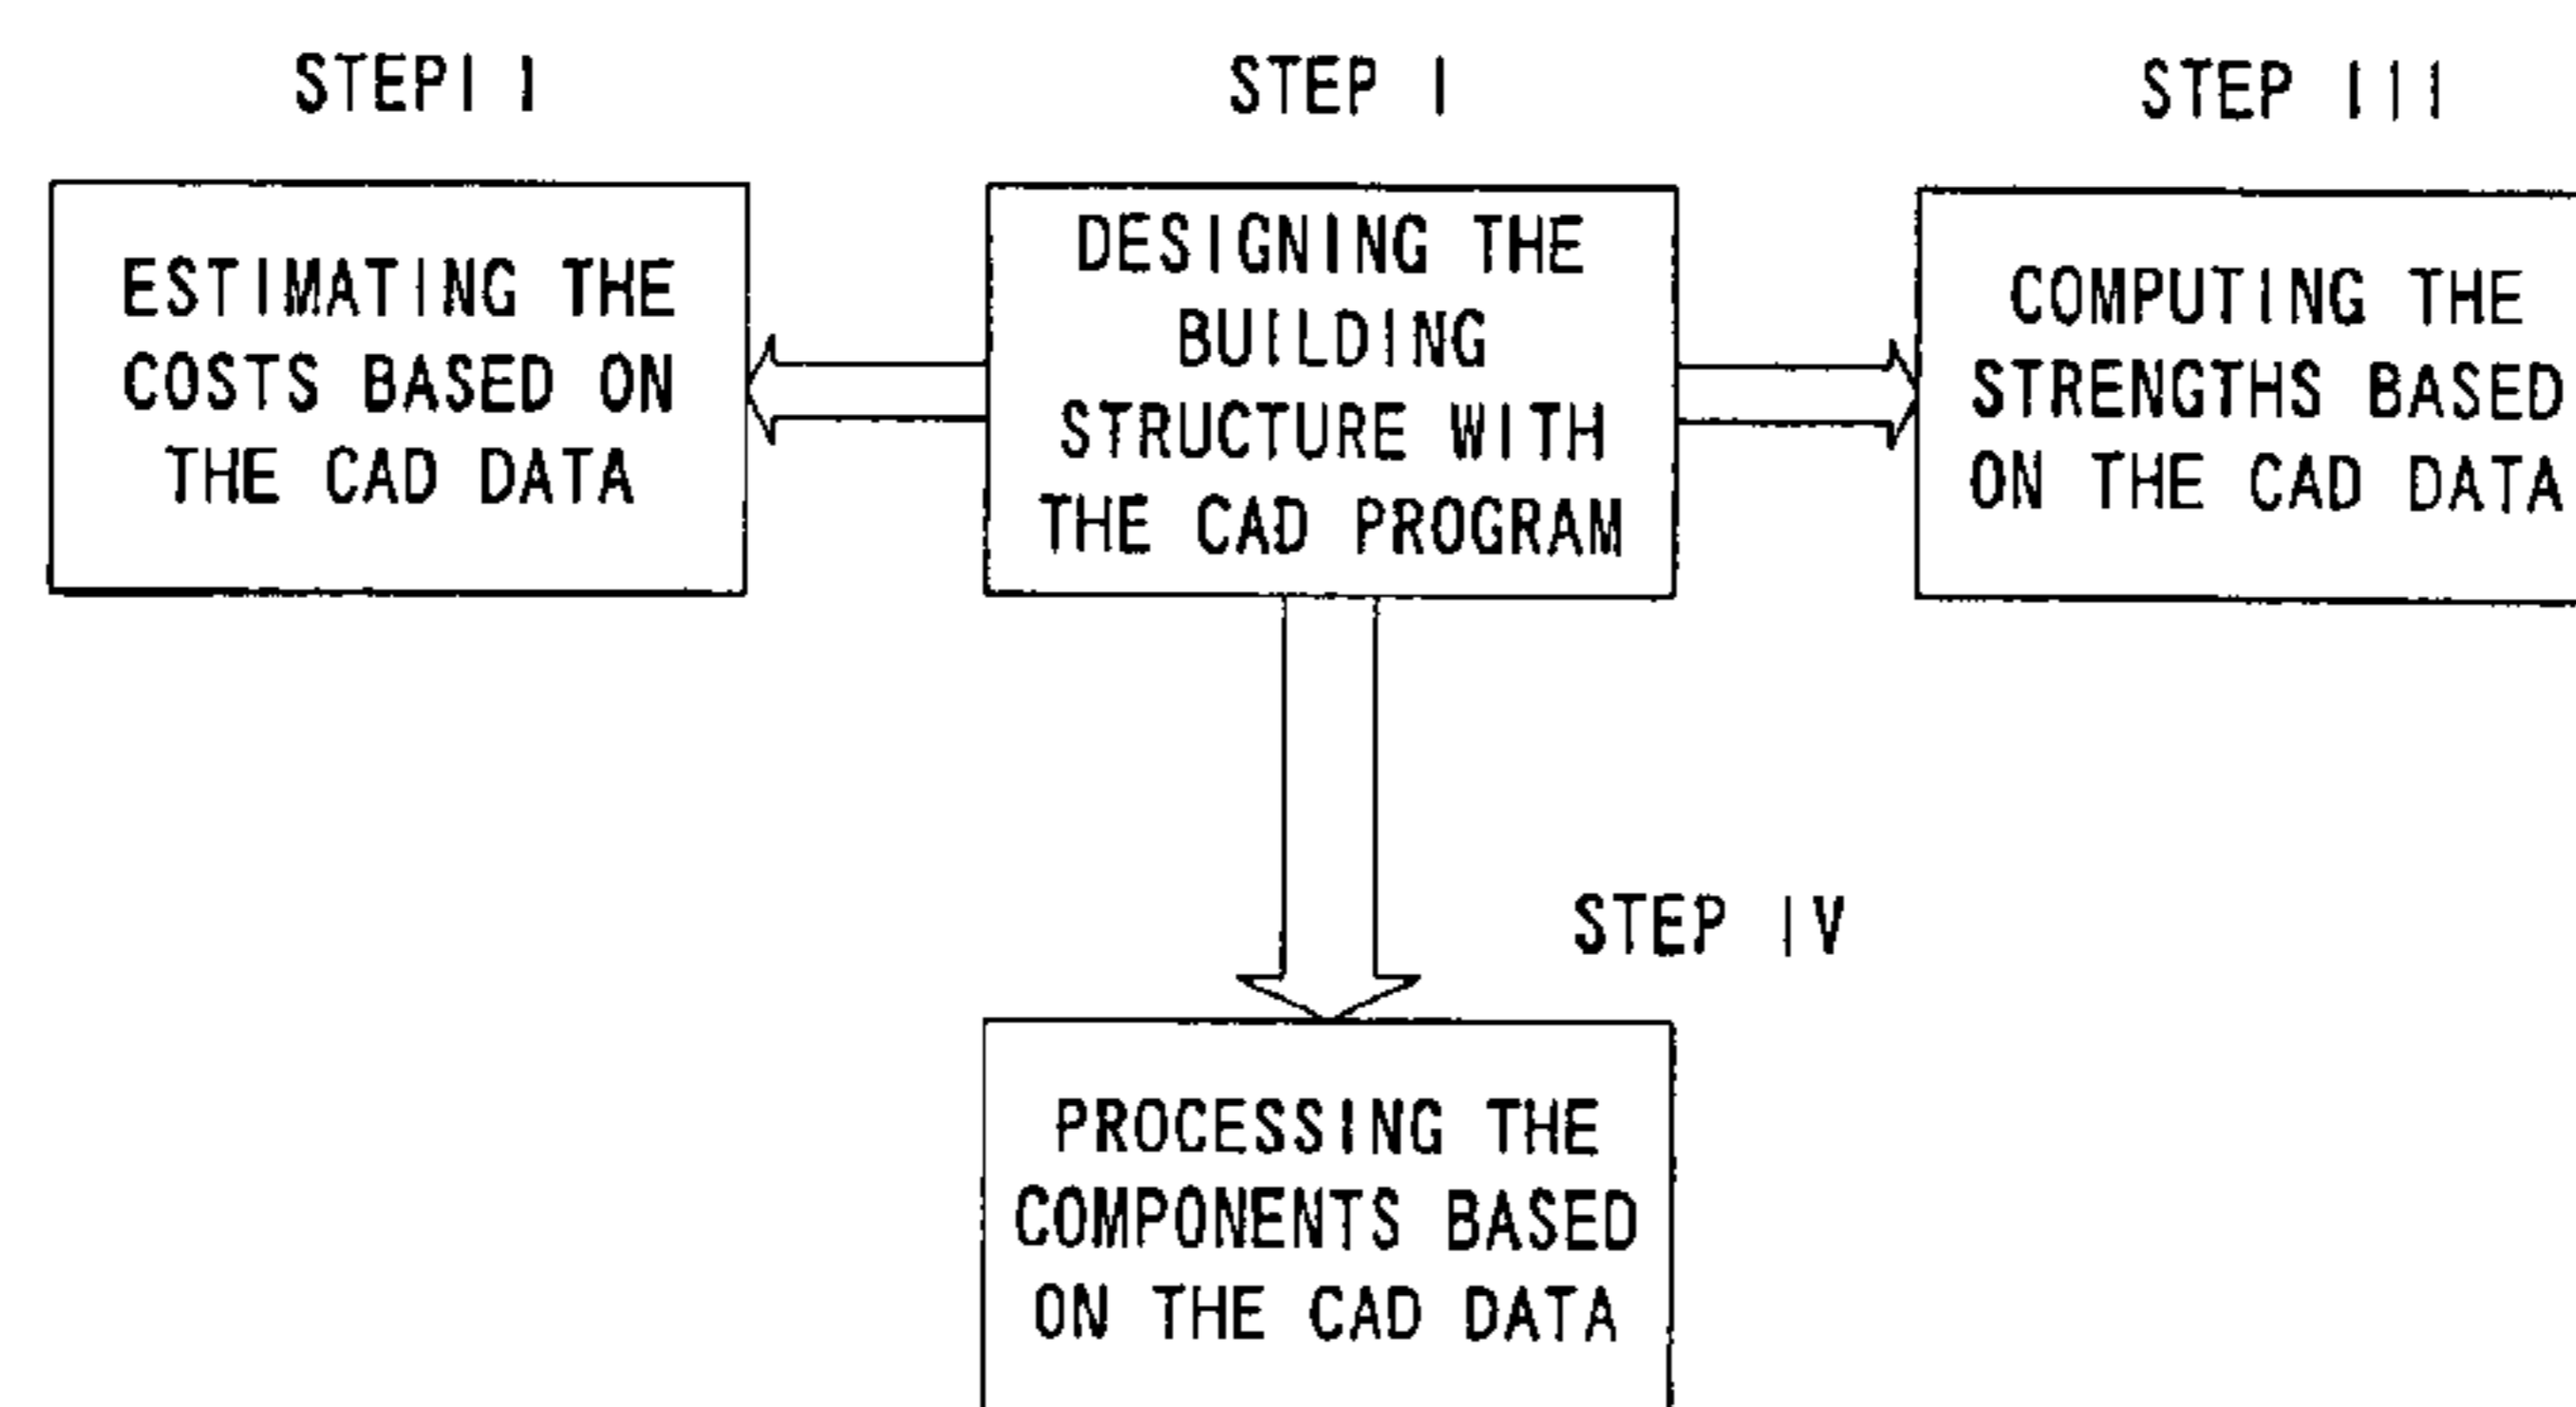 STEPI I
ESTIMATING THE
COSTS BASED ON
THE CAD DATA
STEP I
DESIGNING THE
BUILDING
STRUCTURE WITH
THE CAD PROGRAM
STEP III
COMPUTING THE
STRENGTHS BASED
ON THE CAD DATA
STEP IV
PROCESSING THE
COMPONENTS BASED
ON THE CAD DATA